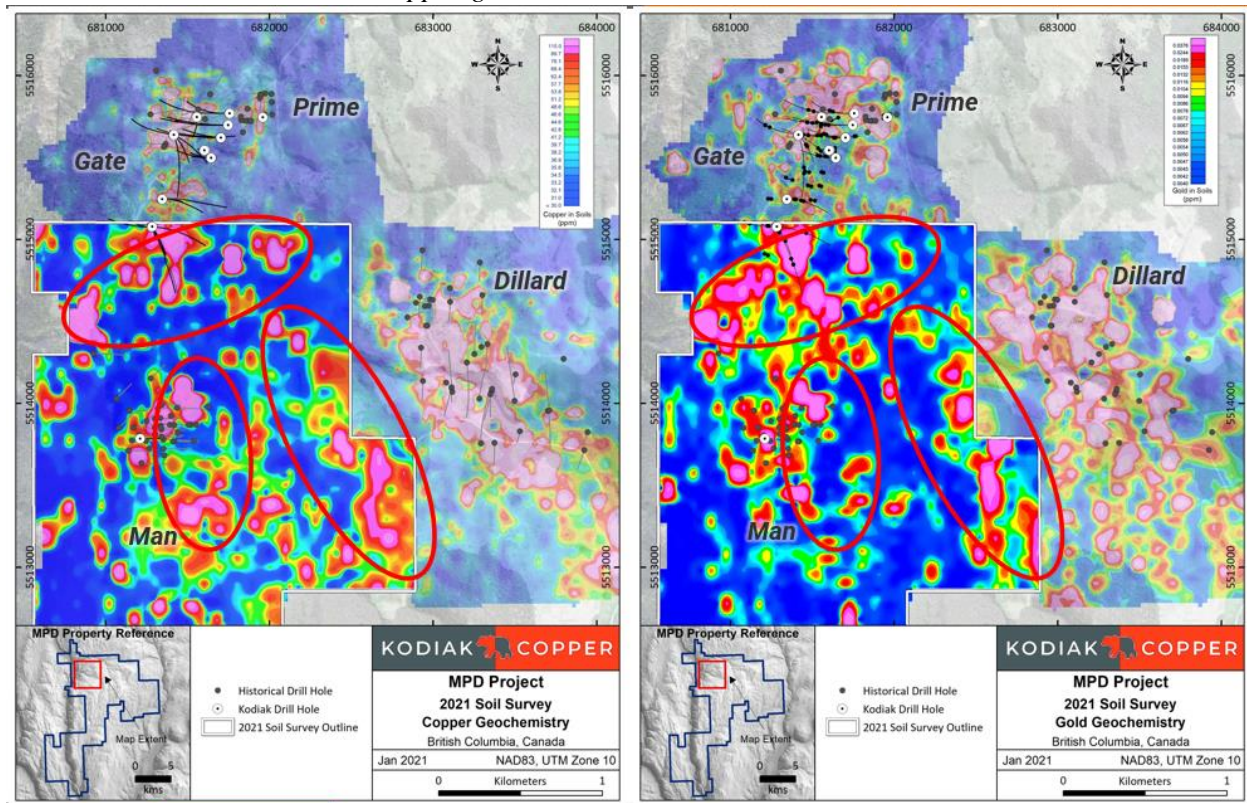 681000 682000 683000 684000
5516000
5515000
5514000
5513000
N
W E
S
Prime
Gate
Dillard
Man
Copper in Soils
(ppm)
MPD Property Reference
Map Extent
0 5
kms
Historical Drill Hole
Kodiak Drill Hole
2021 Soil Survey Outline
KODIAK COPPER
MPD Project
2021 Soil Survey
Copper Geochemistry
British Columbia, Canada
Jan 2021 NAD83, UTM Zone 10
0 Kilometers 1
681000 682000 683000 684000
5516000
5515000
5514000
5513000
N
W E
S
Prime
Gate
Dillard
Man
Gold in Soils
(ppm)
MPD Property Reference
Map Extent
0 5
kms
Historical Drill Hole
Kodiak Drill Hole
2021 Soil Survey Outline
KODIAK COPPER
MPD Project
2021 Soil Survey
Gold Geochemistry
British Columbia, Canada
Jan 2021 NAD83, UTM Zone 10
0 Kilometers 1